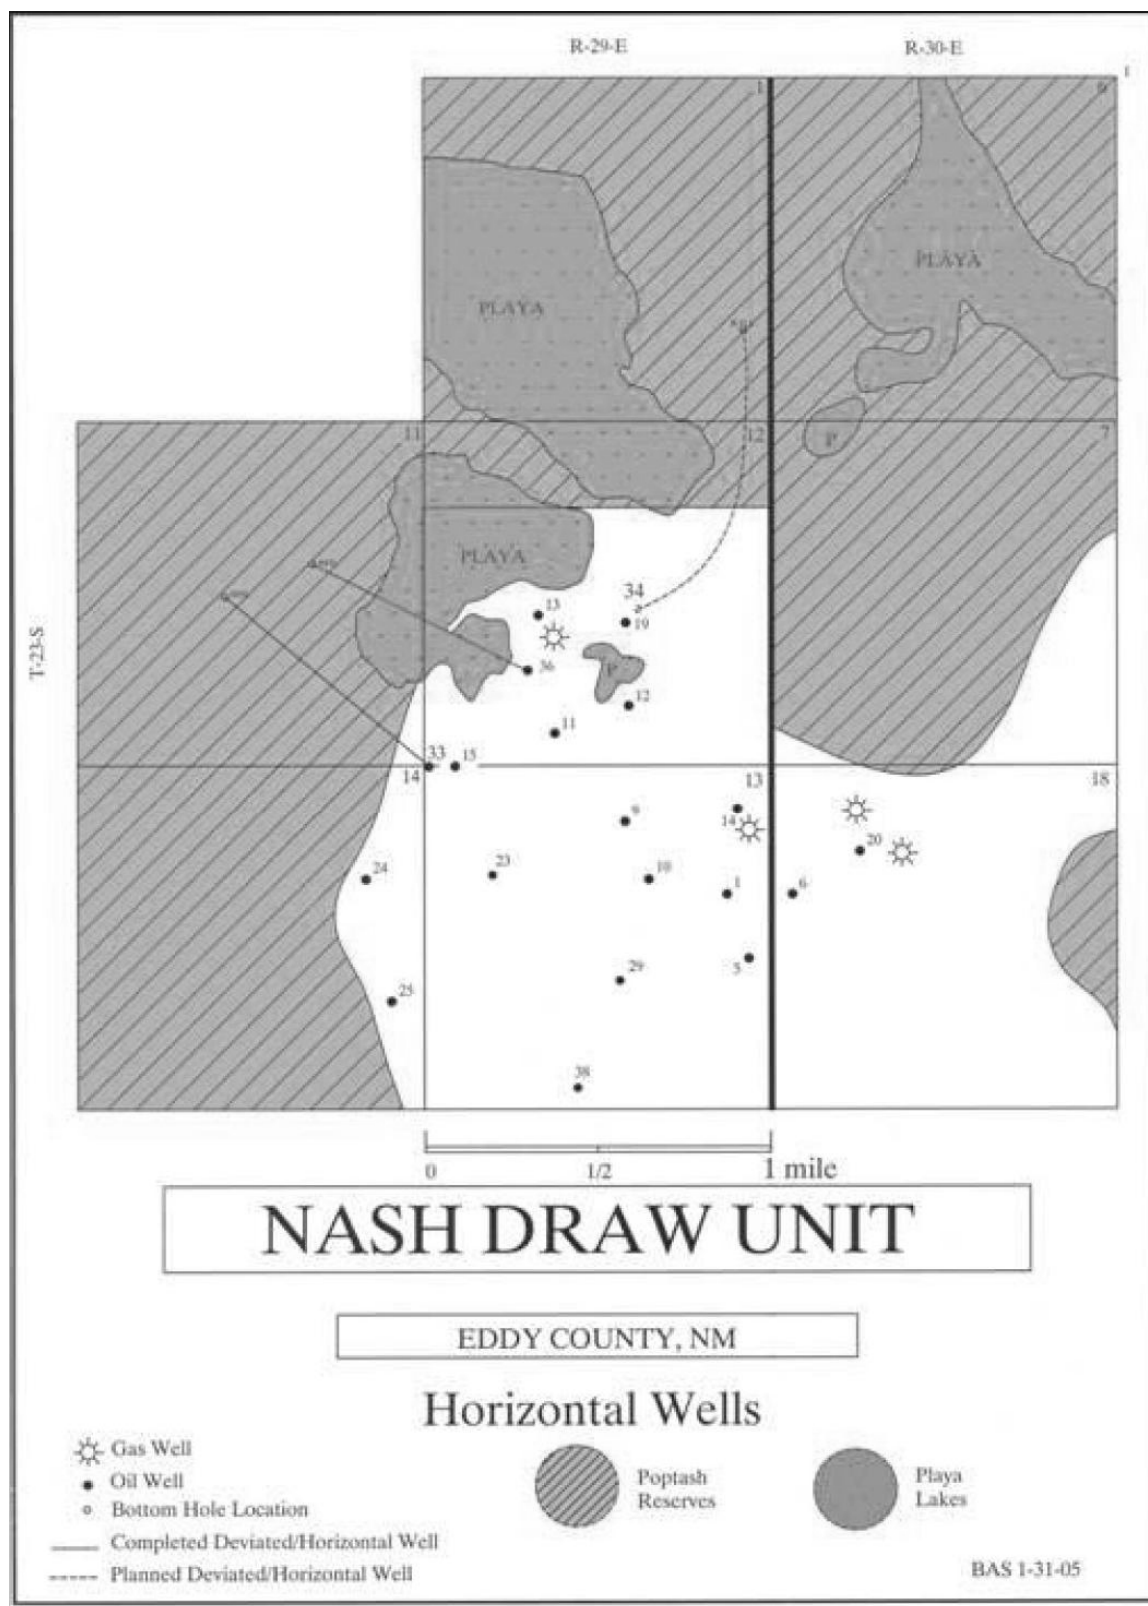 R-29-E
R-30-E
1
1
6
PLAYA
PLAYA
"B"
11
12
7
P
PLAYA
34
13
19
T-23-S
36
P
12
11
33
15
14
13
18
9
14
20
24
23
10
1
6
29
5
25
38
0
1/2
1 mile
NASH DRAW UNIT
EDDY COUNTY, NM
Horizontal Wells
Gas Well
Oil Well
Bottom Hole Location
Completed Deviated/Horizontal Well
Planned Deviated/Horizontal Well
Poptash
Reserves
Playa
Lakes
BAS 1-31-05